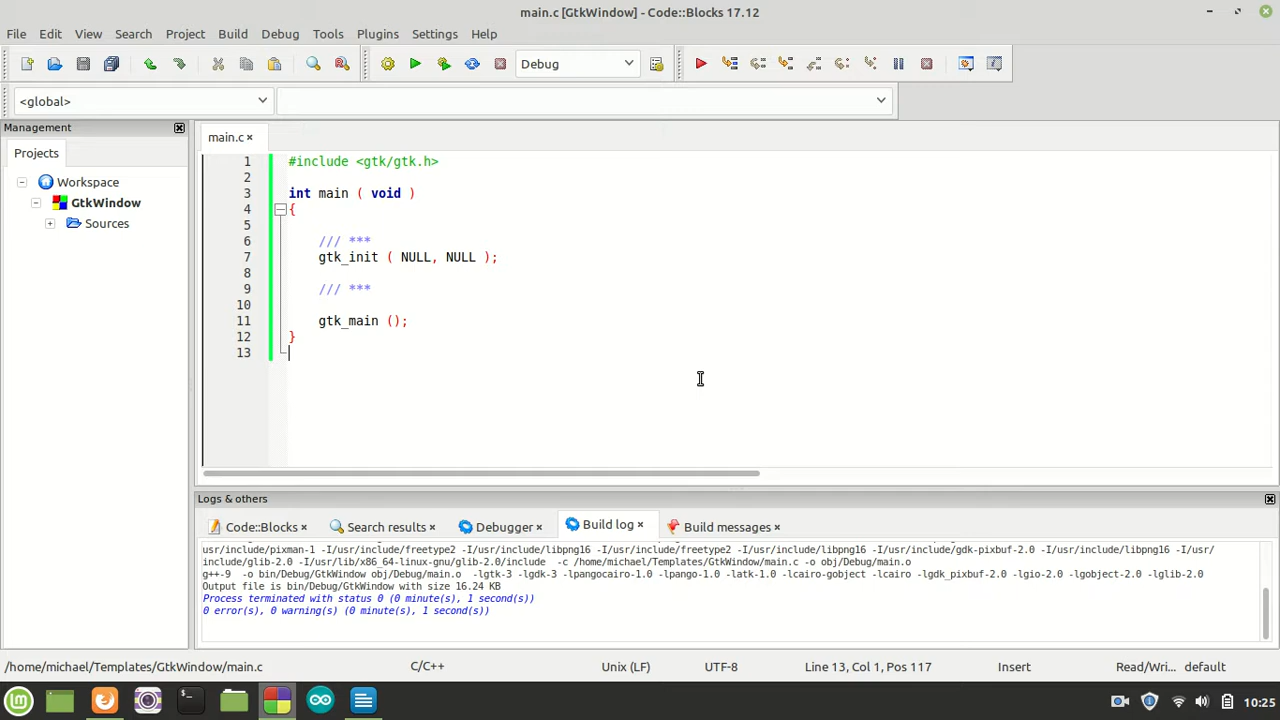 main.c [GtkWindow] - Code::Blocks 17.12
File Edit View Search Project Build Debug Tools Plugins Settings Help
Debug
<global>
Management
Projects
Workspace
GtkWindow
Sources
main.c
1 #include <gtk/gtk.h>
2
3 int main ( void )
4 {
5
6 /// ***
7 gtk_init ( NULL, NULL );
8
9 /// ***
10
11 gtk_main ();
12 }
13
Logs & others
Code::Blocks Search results Debugger Build log Build messages
usr/include/pixman-1 -I/usr/include/freetype2 -I/usr/include/libpng16 -I/usr/include/freetype2 -I/usr/include/libpng16 -I/usr/include/gdk-pixbuf-2.0 -I/usr/include/libpng16 -I/usr/
include/glib-2.0 -I/usr/lib/x86_64-linux-gnu/glib-2.0/include -c /home/michael/Templates/GtkWindow/main.c -o obj/Debug/main.o
g++-9 -o bin/Debug/GtkWindow obj/Debug/main.o -lgtk-3 -lgdk-3 -lpangocairo-1.0 -lpango-1.0 -latk-1.0 -lcairo-gobject -lcairo -lgdk_pixbuf-2.0 -lgio-2.0 -lgobject-2.0 -lglib-2.0
Output file is bin/Debug/GtkWindow with size 16.24 KB
Process terminated with status 0 (0 minute(s), 1 second(s))
0 error(s), 0 warning(s) (0 minute(s), 1 second(s))
/home/michael/Templates/GtkWindow/main.c C/C++ Unix (LF) UTF-8 Line 13, Col 1, Pos 117 Insert Read/Wri... default
10:25